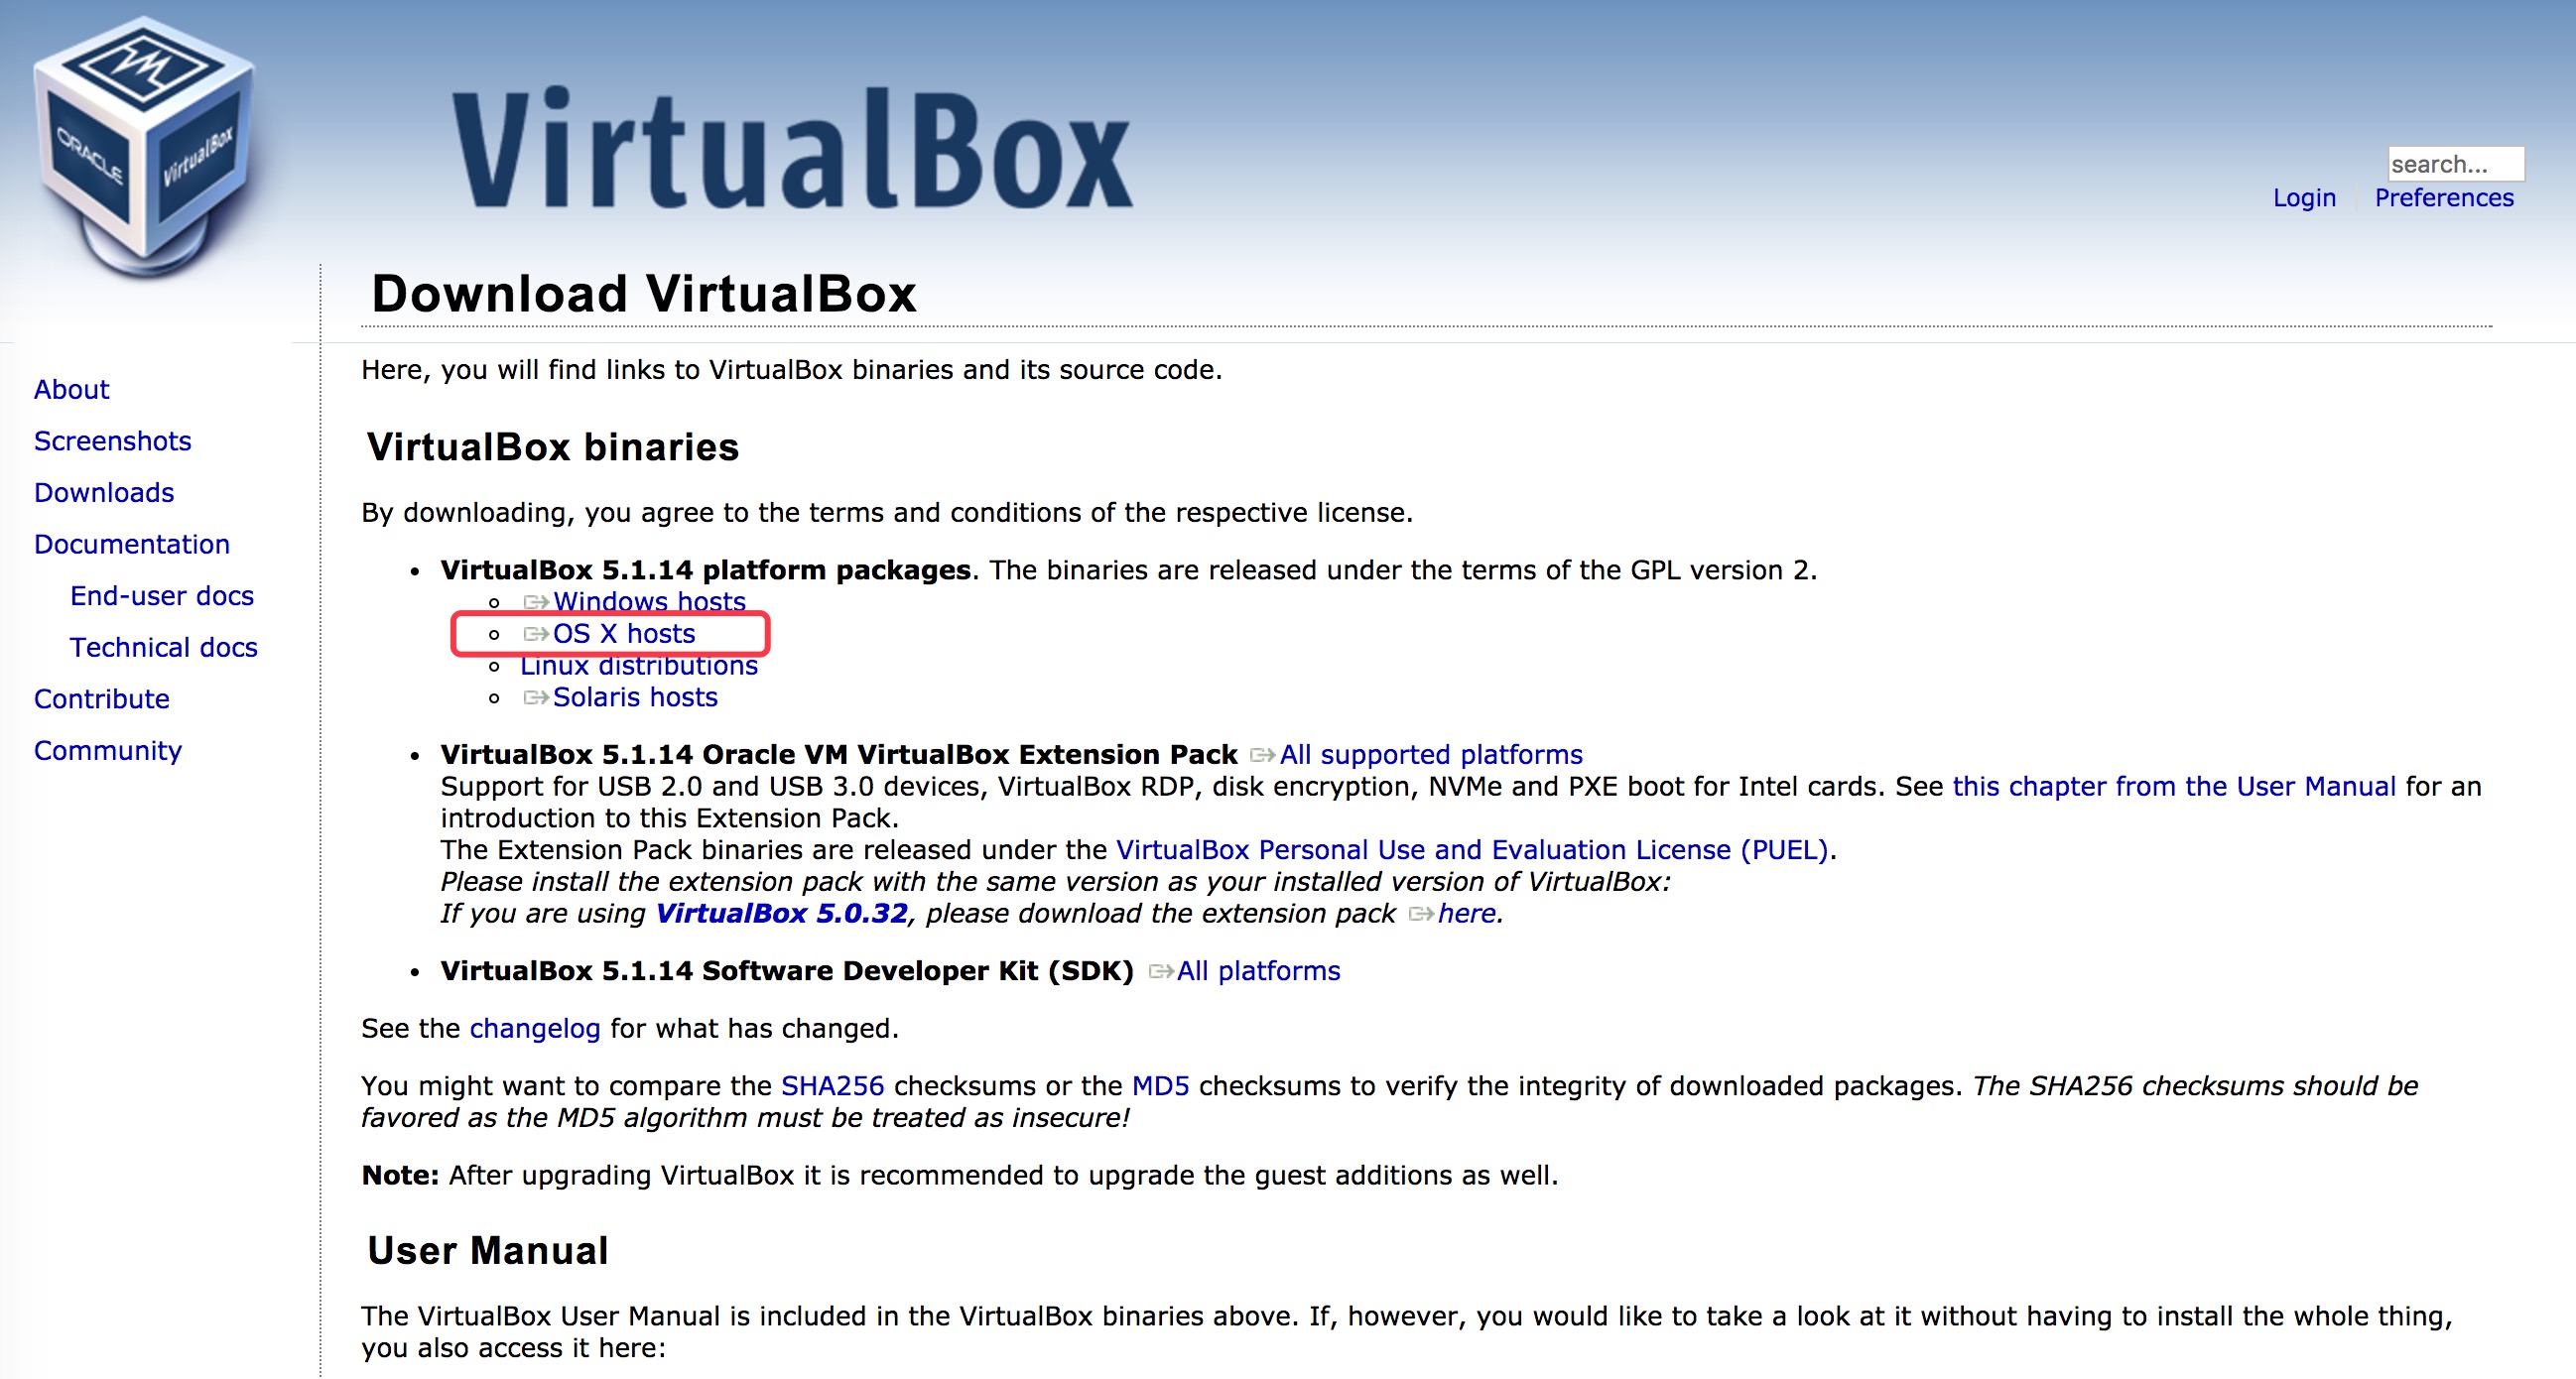 ORACLE
VirtualBox
VirtualBox
search...
Login
Preferences
Download VirtualBox
About
Screenshots
Downloads
Documentation
End-user docs
Technical docs
Contribute
Community
Here, you will find links to VirtualBox binaries and its source code.
VirtualBox binaries
By downloading, you agree to the terms and conditions of the respective license.
• VirtualBox 5.1.14 platform packages. The binaries are released under the terms of the GPL version 2.
Windows hosts
OS X hosts
Linux distributions
Solaris hosts
• VirtualBox 5.1.14 Oracle VM VirtualBox Extension Pack All supported platforms
Support for USB 2.0 and USB 3.0 devices, VirtualBox RDP, disk encryption, NVMe and PXE boot for Intel cards. See this chapter from the User Manual for an
introduction to this Extension Pack.
The Extension Pack binaries are released under the VirtualBox Personal Use and Evaluation License (PUEL).
Please install the extension pack with the same version as your installed version of VirtualBox:
If you are using VirtualBox 5.0.32, please download the extension pack here.
• VirtualBox 5.1.14 Software Developer Kit (SDK) All platforms
See the changelog for what has changed.
You might want to compare the SHA256 checksums or the MD5 checksums to verify the integrity of downloaded packages. The SHA256 checksums should be
favored as the MD5 algorithm must be treated as insecure!
Note: After upgrading VirtualBox it is recommended to upgrade the guest additions as well.
User Manual
The VirtualBox User Manual is included in the VirtualBox binaries above. If, however, you would like to take a look at it without having to install the whole thing,
you also access it here: